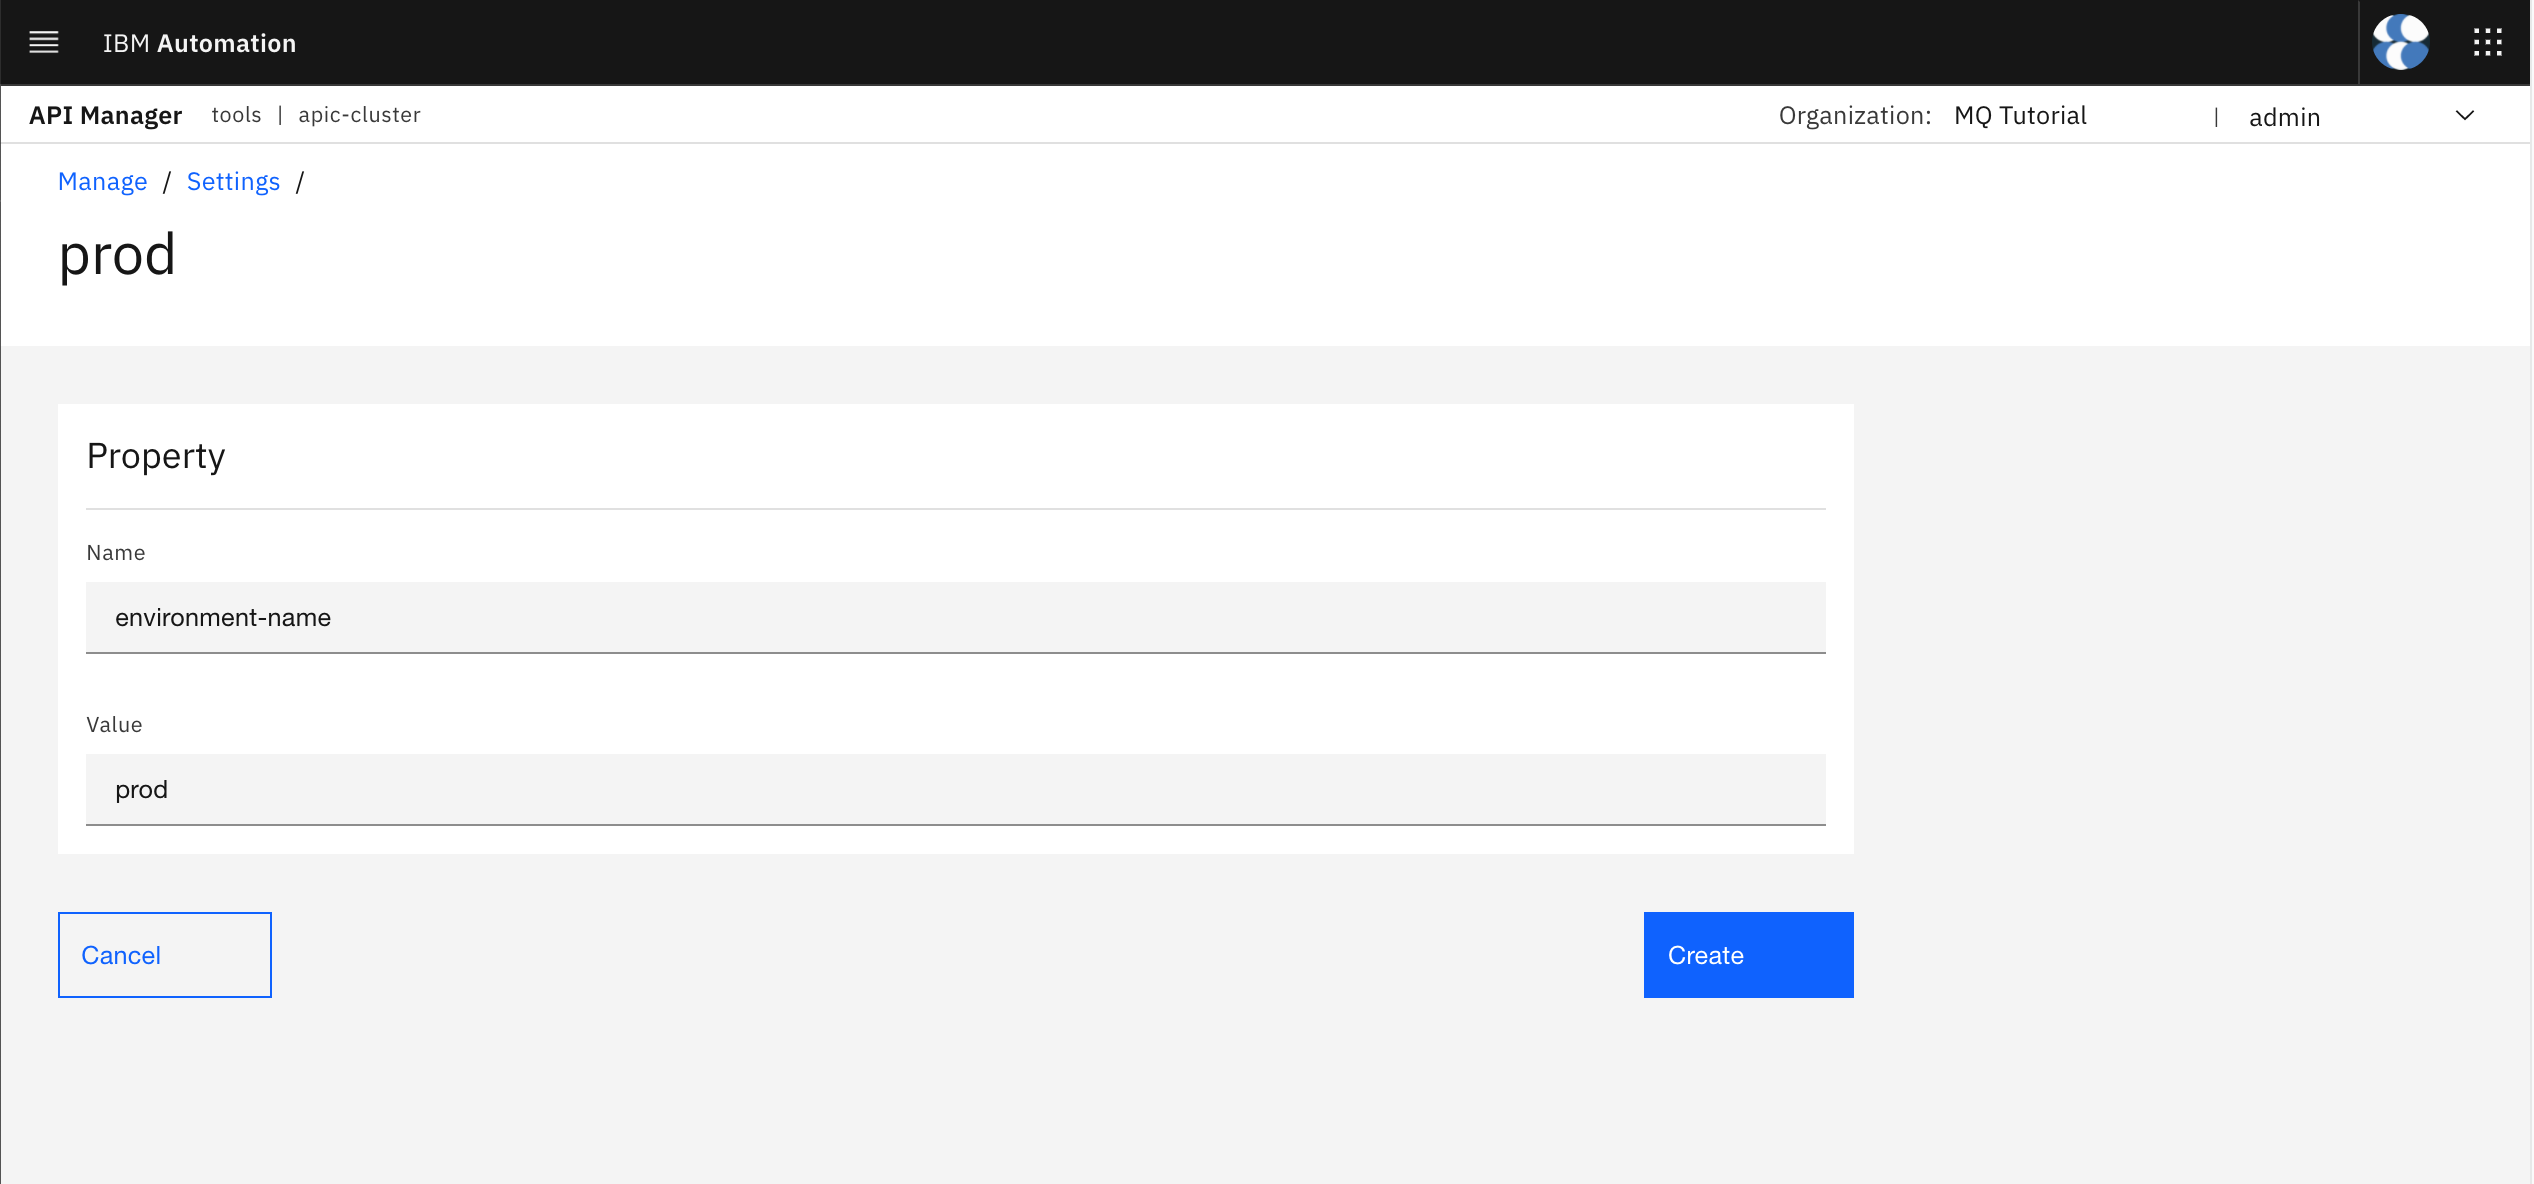 IBM Automation
API Manager tools | apic-cluster Organization: MQ Tutorial | admin
Manage / Settings /
prod
Property
Name
environment-name
Value
prod
Cancel Create